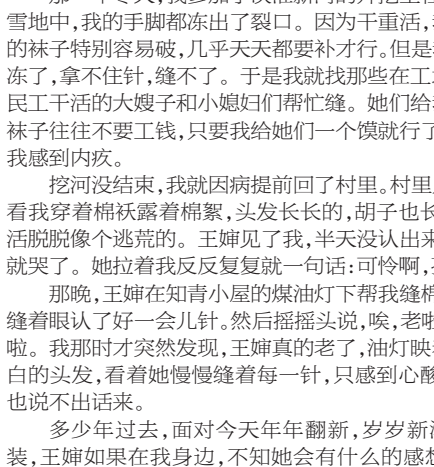 雪地中,我的手脚都冻出了裂口。因为干重活,
的袜子特别容易破,几乎天天都要补才行。但是
冻了,拿不住针,缝不了。于是我就找那些在工
民工干活的大嫂子和小媳妇们帮忙缝。她们给
袜子往往不要工钱,只要我给她们一个馍就行了
我感到内疚。
挖河没结束,我就因病提前回了村里。村里
看我穿着棉袄露着棉絮,头发长长的,胡子也长
活脱脱像个逃荒的。王婶见了我,半天没认出来
就哭了。她拉着我反反复复就一句话:可怜啊,
那晚,王婶在知青小屋的煤油灯下帮我缝棉
缝着眼认了好一会儿针。然后摇摇头说,唉,老啦
啦。我那时才突然发现,王婶真的老了,油灯映
白的头发,看着她慢慢缝着每一针,只感到心酸
也说不出话来。
多少年过去,面对今天年年翻新,岁岁新
装,王婶如果在我身边,不知她会有什么的感想